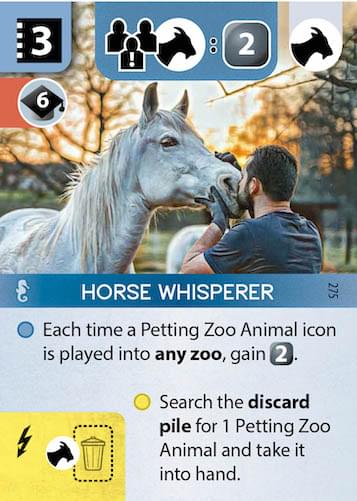 3
: 2
6
HORSE WHISPERER
275
Each time a Petting Zoo Animal icon
is played into any zoo, gain 2.
Search the discard
pile for 1 Petting Zoo
Animal and take it
into hand.